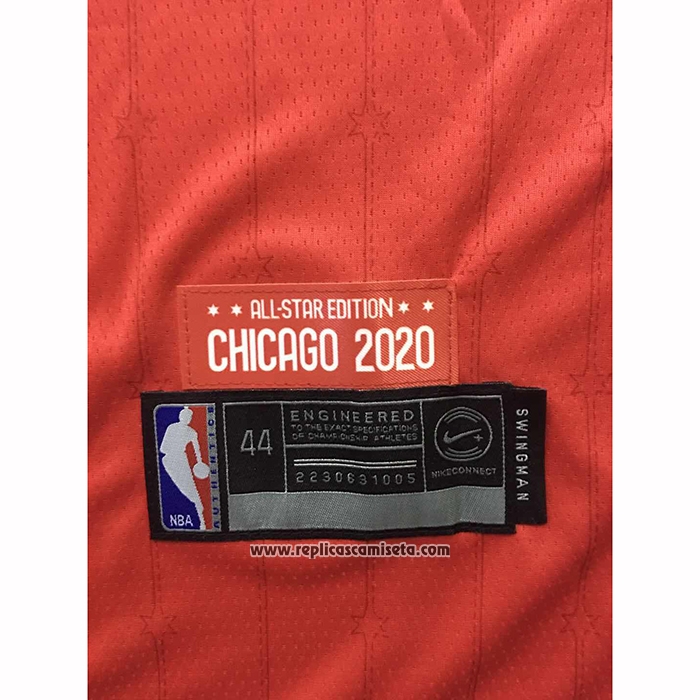 ALL-STAR EDITION
CHICAGO 2020
NBA
AUTHENTICS
44
ENGINEERED
TO THE EXACT SPECIFICATIONS
OF CHAMPIONSHIP ATHLETES
2230631005
NIKECONNECT
SWINGMAN
www.replicascamiseta.com